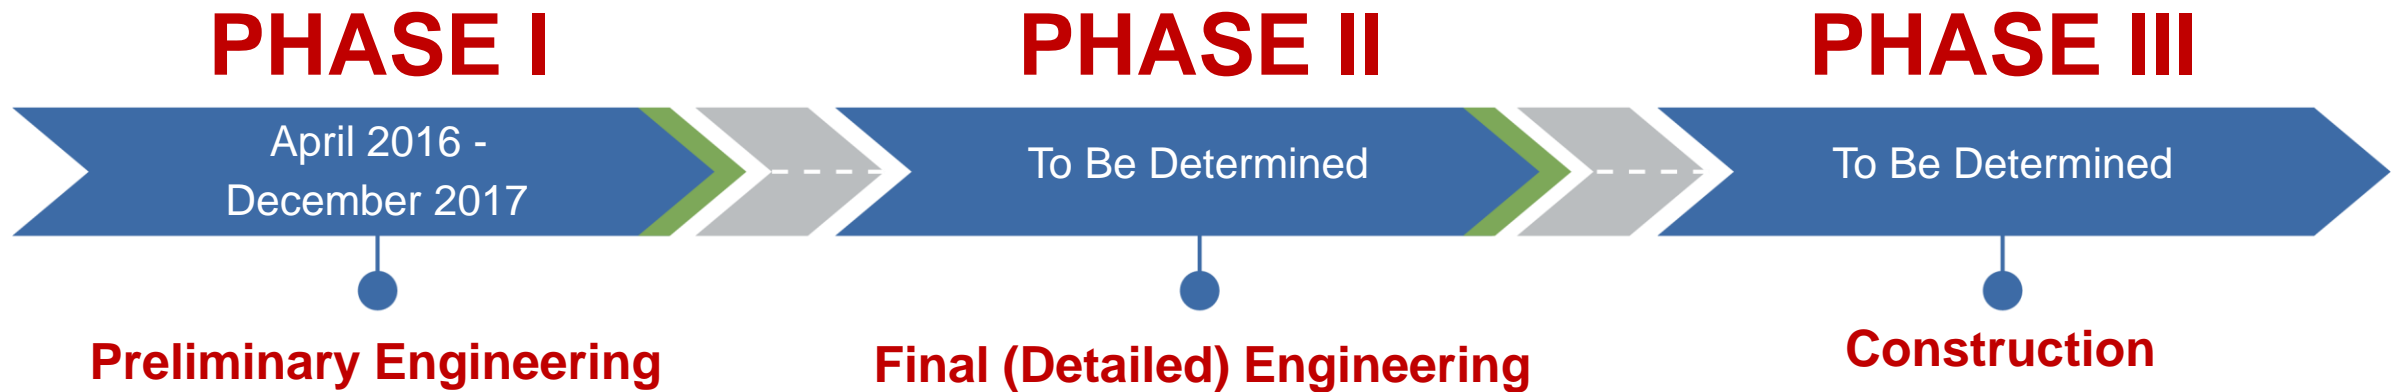 PHASE I
PHASE II
PHASE III
April 2016 -
December 2017
To Be Determined
To Be Determined
Preliminary Engineering
Final (Detailed) Engineering
Construction